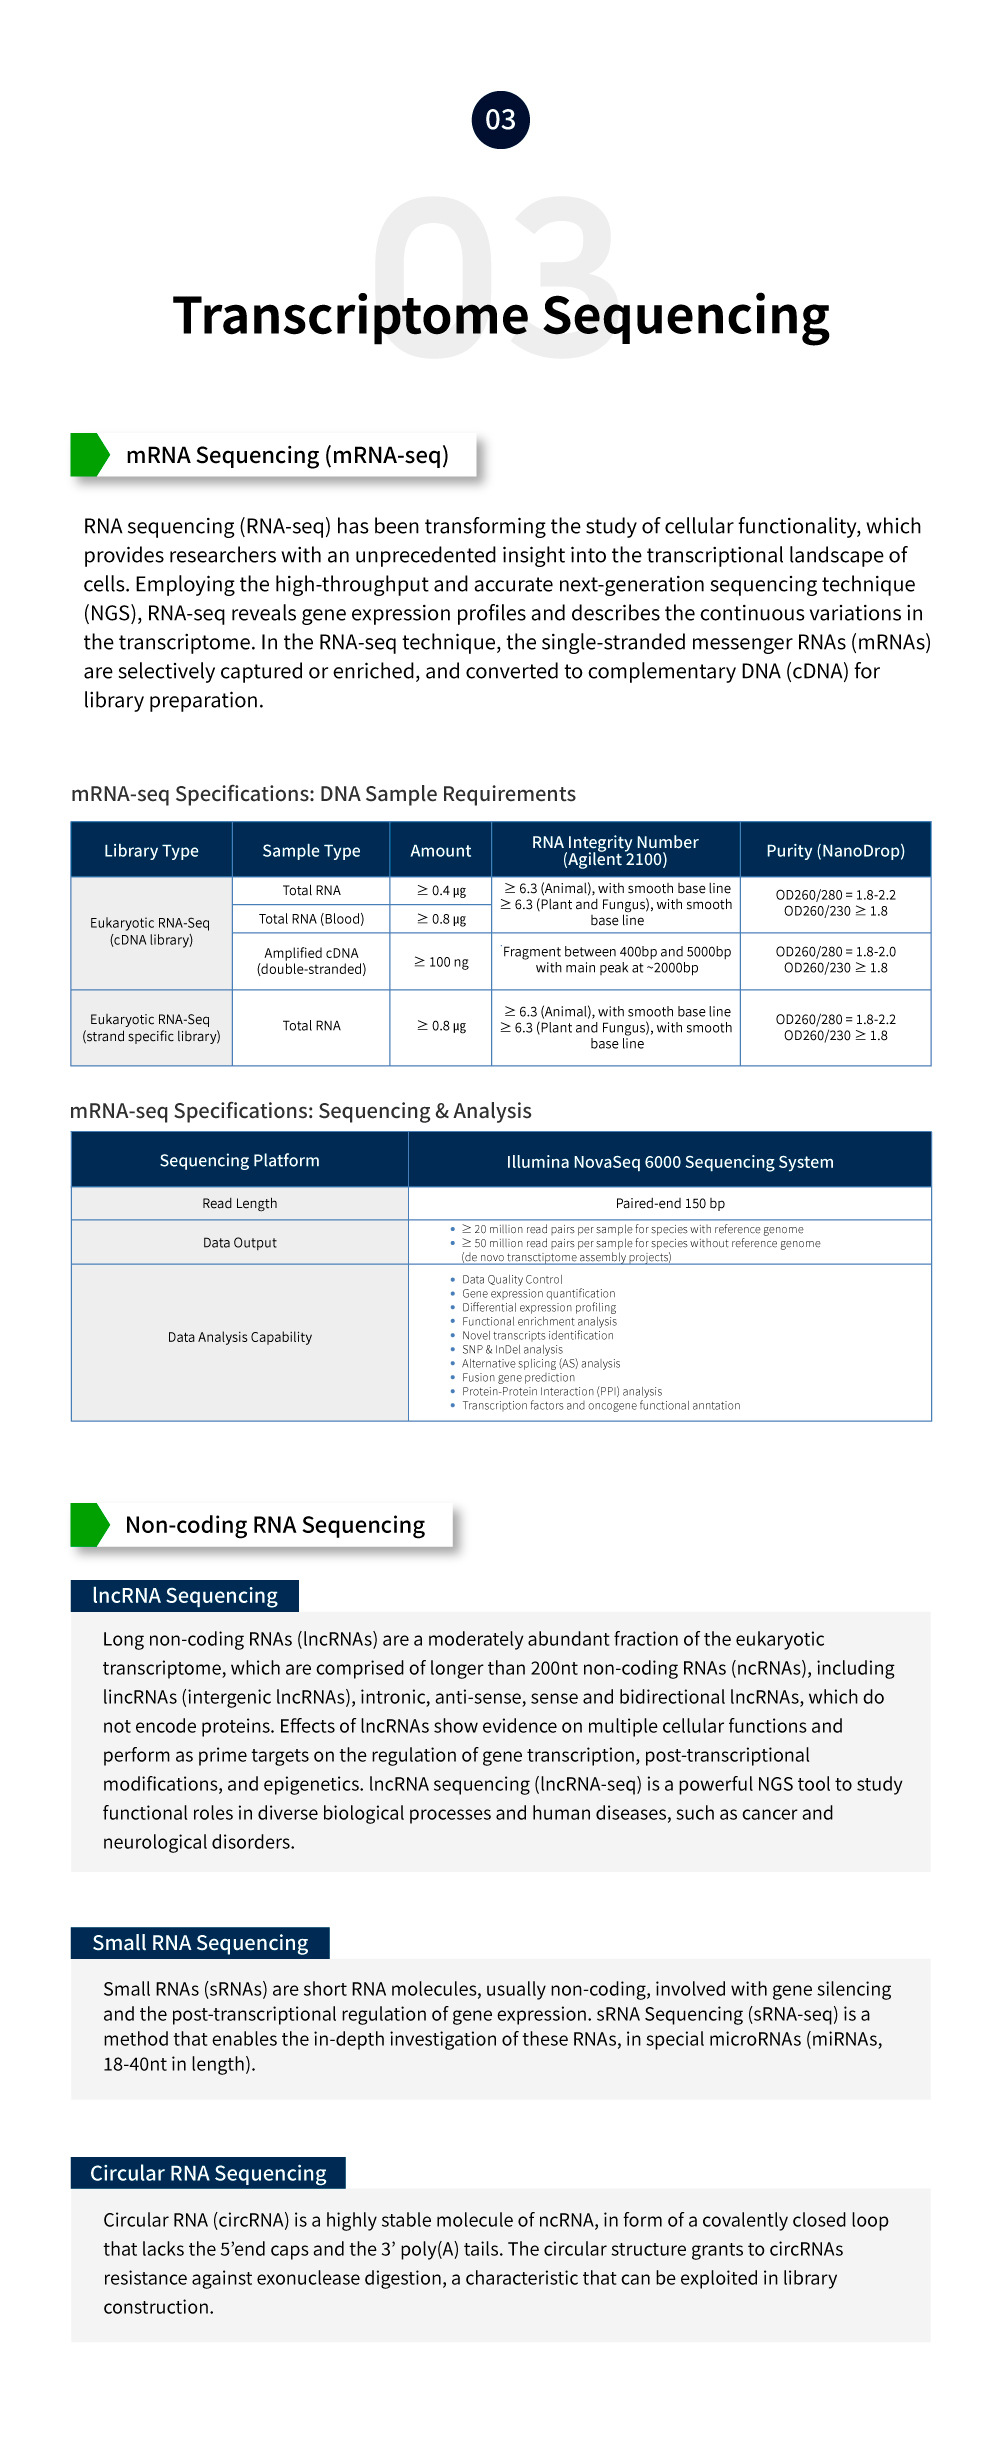 03
03
Transcriptome Sequencing
mRNA Sequencing (mRNA-seq)
RNA sequencing (RNA-seq) has been transforming the study of cellular functionality, which
provides researchers with an unprecedented insight into the transcriptional landscape of
cells. Employing the high-throughput and accurate next-generation sequencing technique
(NGS), RNA-seq reveals gene expression profiles and describes the continuous variations in
the transcriptome. In the RNA-seq technique, the single-stranded messenger RNAs (mRNAs)
are selectively captured or enriched, and converted to complementary DNA (cDNA) for
library preparation.
mRNA-seq Specifications: DNA Sample Requirements
Library Type
Sample Type
Amount
RNA Integrity Number
(Agilent 2100)
Purity (NanoDrop)
Eukaryotic RNA-Seq
(cDNA library)
Total RNA
≥ 0.4 μg
Total RNA (Blood)
≥ 0.8 μg
≥ 6.3 (Animal), with smooth base line
≥ 6.3 (Plant and Fungus), with smooth
base line
OD260/280 = 1.8-2.2
OD260/230 ≥ 1.8
Amplified cDNA
(double-stranded)
≥ 100 ng
Fragment between 400bp and 5000bp
with main peak at ~2000bp
OD260/280 = 1.8-2.0
OD260/230 ≥ 1.8
Eukaryotic RNA-Seq
(strand specific library)
Total RNA
≥ 0.8 μg
≥ 6.3 (Animal), with smooth base line
≥ 6.3 (Plant and Fungus), with smooth
base line
OD260/280 = 1.8-2.2
OD260/230 ≥ 1.8
mRNA-seq Specifications: Sequencing & Analysis
Sequencing Platform
Illumina NovaSeq 6000 Sequencing System
Read Length
Paired-end 150 bp
Data Output
• ≥ 20 million read pairs per sample for species with reference genome
• ≥ 50 million read pairs per sample for species without reference genome
(de novo transctiptome assembly projects)
Data Analysis Capability
• Data Quality Control
• Gene expression quantification
• Differential expression profiling
• Functional enrichment analysis
• Novel transcripts identification
• SNP & InDel analysis
• Alternative splicing (AS) analysis
• Fusion gene prediction
• Protein-Protein Interaction (PPI) analysis
• Transcription factors and oncogene functional anntation
Non-coding RNA Sequencing
lncRNA Sequencing
Long non-coding RNAs (lncRNAs) are a moderately abundant fraction of the eukaryotic
transcriptome, which are comprised of longer than 200nt non-coding RNAs (ncRNAs), including
lincRNAs (intergenic lncRNAs), intronic, anti-sense, sense and bidirectional lncRNAs, which do
not encode proteins. Effects of lncRNAs show evidence on multiple cellular functions and
perform as prime targets on the regulation of gene transcription, post-transcriptional
modifications, and epigenetics. lncRNA sequencing (lncRNA-seq) is a powerful NGS tool to study
functional roles in diverse biological processes and human diseases, such as cancer and
neurological disorders.
Small RNA Sequencing
Small RNAs (sRNAs) are short RNA molecules, usually non-coding, involved with gene silencing
and the post-transcriptional regulation of gene expression. sRNA Sequencing (sRNA-seq) is a
method that enables the in-depth investigation of these RNAs, in special microRNAs (miRNAs,
18-40nt in length).
Circular RNA Sequencing
Circular RNA (circRNA) is a highly stable molecule of ncRNA, in form of a covalently closed loop
that lacks the 5’end caps and the 3’ poly(A) tails. The circular structure grants to circRNAs
resistance against exonuclease digestion, a characteristic that can be exploited in library
construction.